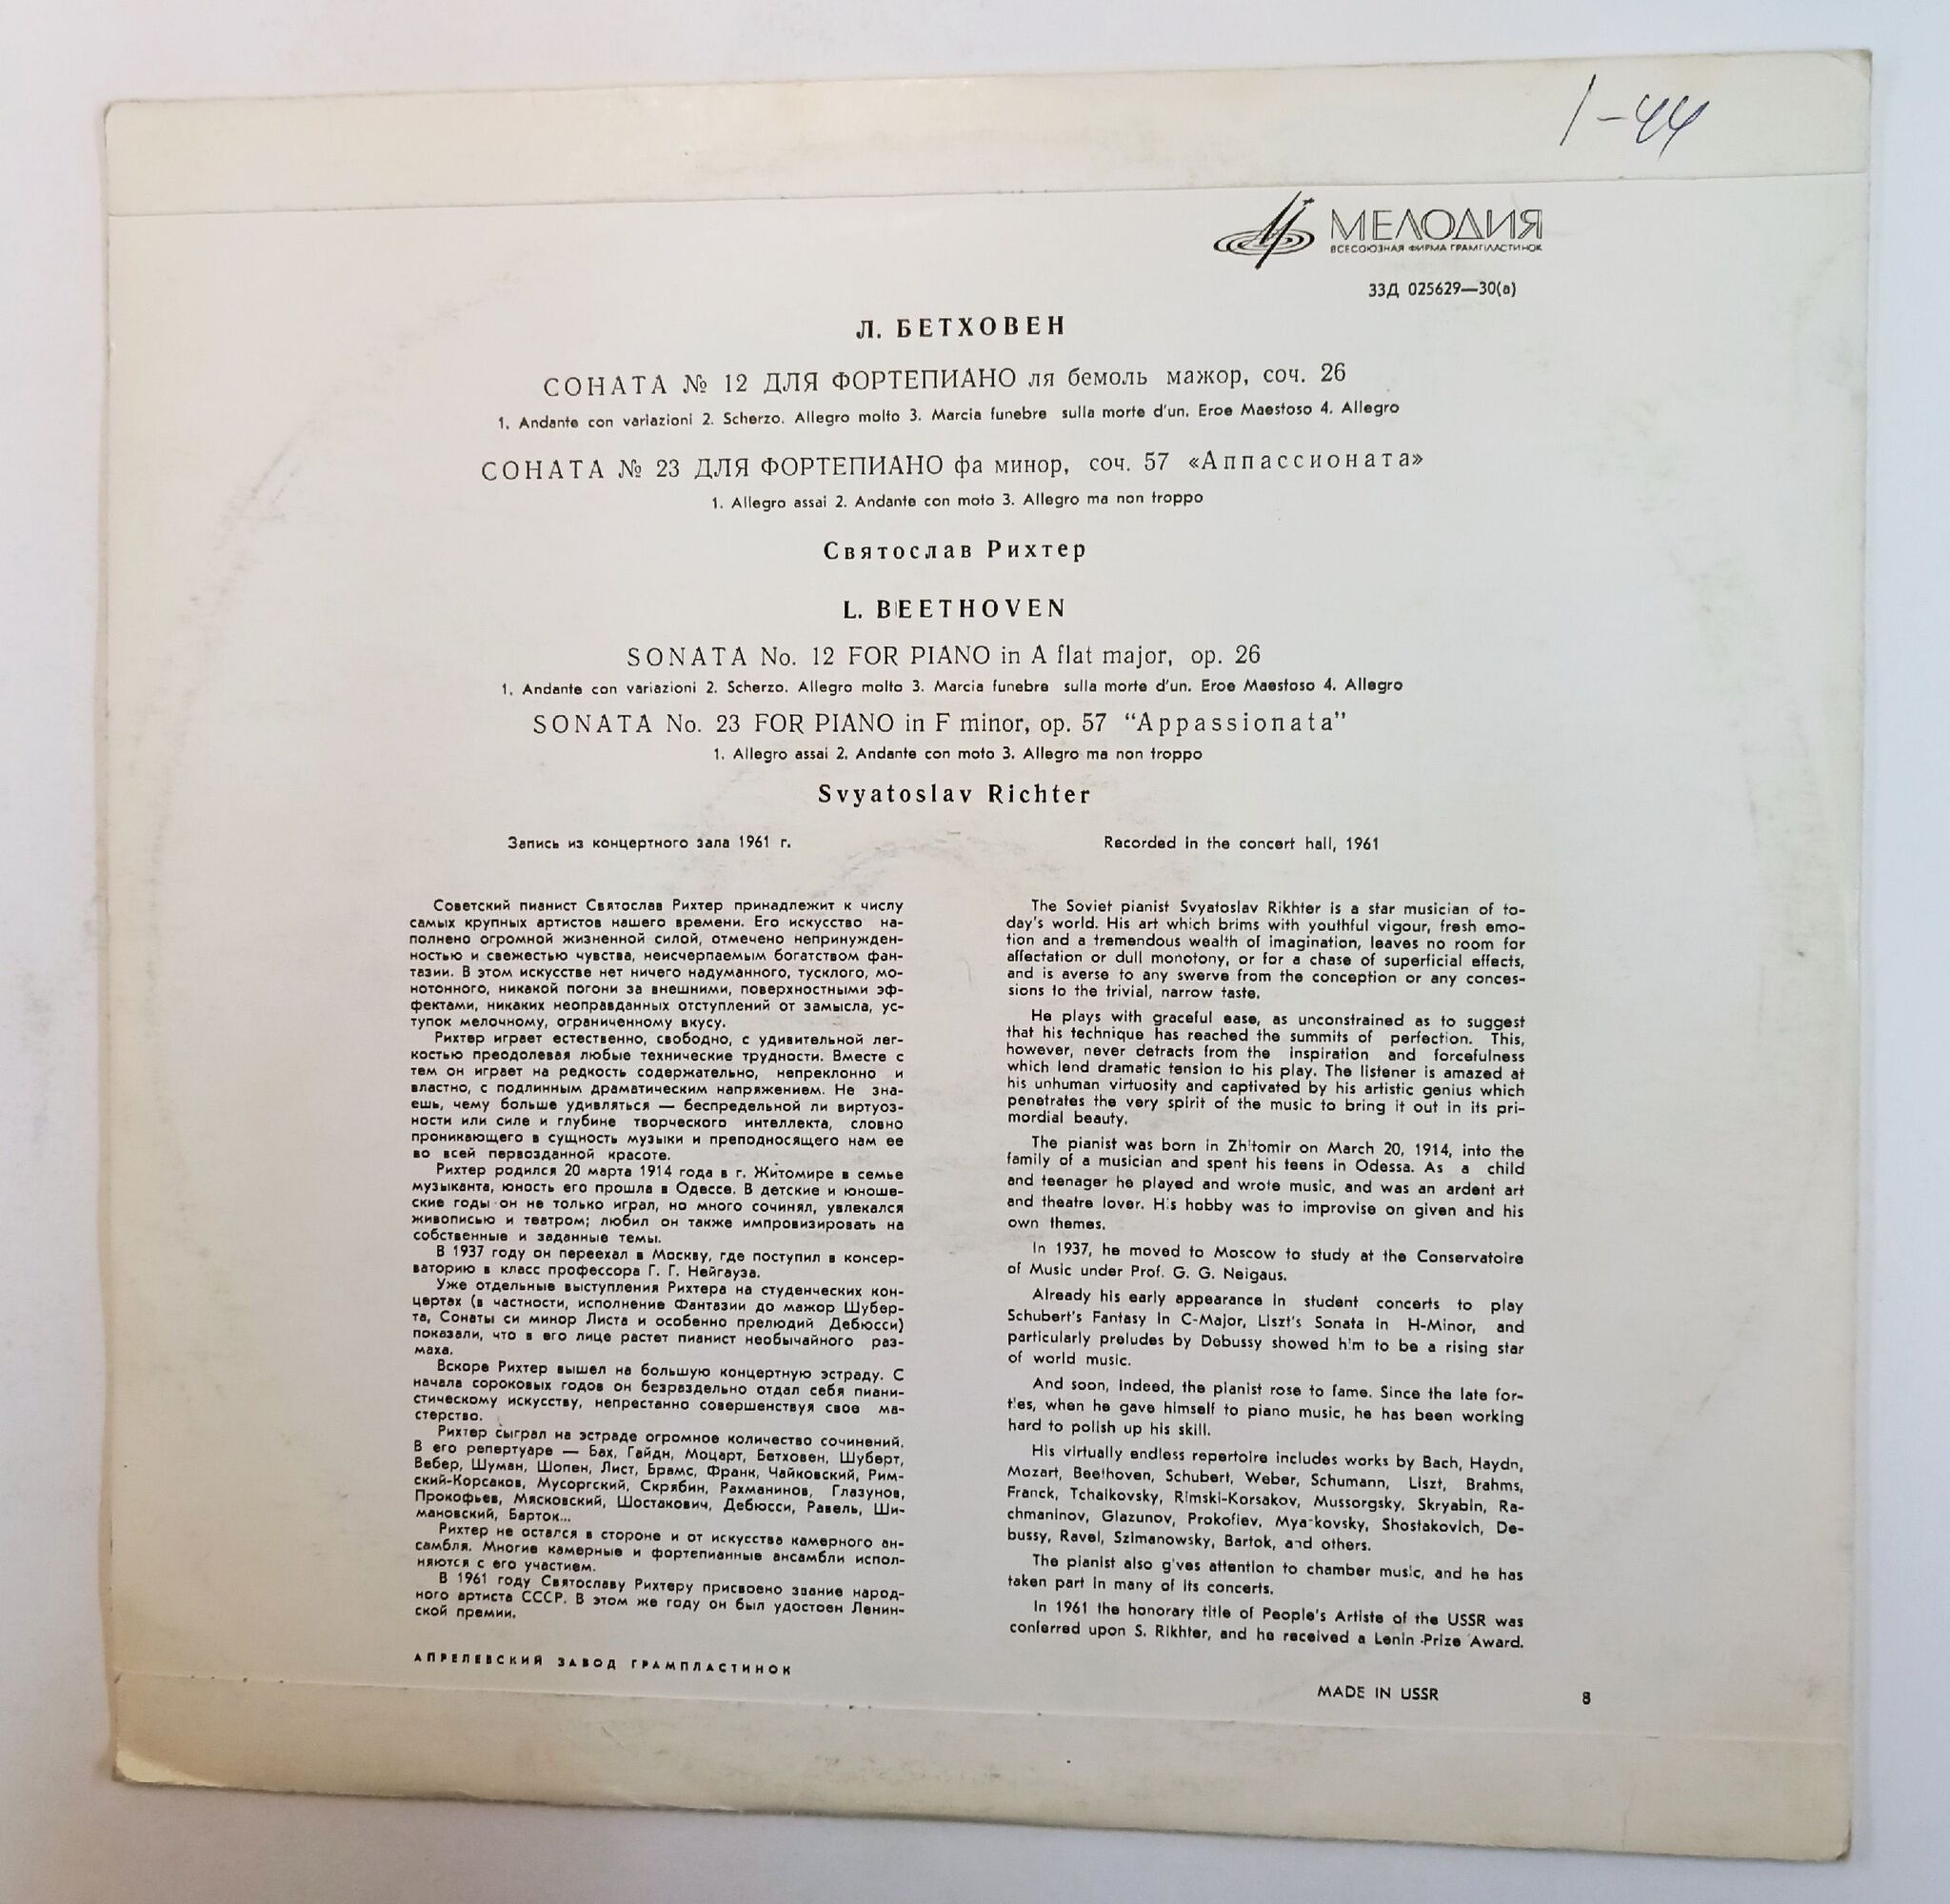 1-44
МЕЛОДИЯ
ВСЕСОЮЗНАЯ ФИРМА ГРАМПЛАСТИНОК
33Д 025629—30(а)
Л. БЕТХОВЕН
СОНАТА № 12 ДЛЯ ФОРТЕПИАНО ля бемоль мажор, соч. 26
1. Andante con variazioni 2. Scherzo. Allegro molto 3. Marcia funebre sulla morte d'un. Eroe Maestoso 4. Allegro
СОНАТА № 23 ДЛЯ ФОРТЕПИАНО фа минор, соч. 57 «Аппассионата»
1. Allegro assai 2. Andante con moto 3. Allegro ma non troppo
Святослав Рихтер
L. BEETHOVEN
SONATA No. 12 FOR PIANO in A flat major, op. 26
1. Andante con variazioni 2. Scherzo. Allegro molto 3. Marcia funebre sulla morte d'un. Eroe Maestoso 4. Allegro
SONATA No. 23 FOR PIANO in F minor, op. 57 "Appassionata"
1. Allegro assai 2. Andante con moto 3. Allegro ma non troppo
Svyatoslav Richter
Запись из концертного зала 1961 г.
Советский пианист Святослав Рихтер принадлежит к числу
самых крупных артистов нашего времени. Его искусство на-
полнено огромной жизненной силой, отмечено непринужден-
ностью и свежестью чувства, неисчерпаемым богатством фан-
тазии. В этом искусстве нет ничего надуманного, тусклого, мо-
нотонного, никакой погони за внешними, поверхностными эф-
фектами, никаких неоправданных отступлений от замысла, ус-
тупок мелочному, ограниченному вкусу.
Рихтер играет естественно, свободно, с удивительной лег-
костью преодолевая любые технические трудности. Вместе с
тем он играет на редкость содержательно, непреклонно и
властно, с подлинным драматическим напряжением. Не зна-
ешь, чему больше удивляться — беспредельной ли виртуоз-
ности или силе и глубине творческого интеллекта, словно
проникающего в сущность музыки и преподносящего нам ее
во всей первозданной красоте.
Рихтер родился 20 марта 1914 года в г. Житомире в семье
музыканта, юность его прошла в Одессе. В детские и юноше-
ские годы он не только играл, но много сочинял, увлекался
живописью и театром; любил он также импровизировать на
собственные и заданные темы.
В 1937 году он переехал в Москву, где поступил в консер-
ваторию в класс профессора Г. Г. Нейгауза.
Уже отдельные выступления Рихтера на студенческих кон-
цертах (в частности, исполнение Фантазии до мажор Шубер-
та, Сонаты си минор Листа и особенно прелюдий Дебюсси)
показали, что в его лице растет пианист необычайного раз-
маха.
Вскоре Рихтер вышел на большую концертную эстраду. С
начала сороковых годов он безраздельно отдал себя пиани-
стическому искусству, непрестанно совершенствуя свое ма-
стерство.
Рихтер сыграл на эстраде огромное количество сочинений.
В его репертуаре — Бах, Гайдн, Моцарт, Бетховен, Шуберт,
Вебер, Шуман, Шопен, Лист, Брамс, Франк, Чайковский, Рим-
ский-Корсаков, Мусоргский, Скрябин, Рахманинов, Глазунов,
Прокофьев, Мясковский, Шостакович, Дебюсси, Равель, Ши-
мановский, Барток...
Рихтер не остался в стороне и от искусства камерного ан-
самбля. Многие камерные и фортепианные ансамбли испол-
няются с его участием.
В 1961 году Святославу Рихтеру присвоено звание народ-
ного артиста СССР. В этом же году он был удостоен Ленин-
ской премии.
АПРЕЛЕВСКИЙ ЗАВОД ГРАМПЛАСТИНОК
Recorded in the concert hall, 1961
The Soviet pianist Svyatoslav Rikhter is a star musician of to-
day's world. His art which brims with youthful vigour, fresh emo-
tion and a tremendous wealth of imagination, leaves no room for
affectation or dull monotony, or for a chase of superficial effects,
and is averse to any swerve from the conception or any conces-
sions to the trivial, narrow taste.
He plays with graceful ease, as unconstrained as to suggest
that his technique has reached the summits of perfection. This,
however, never detracts from the inspiration and forcefulness
which lend dramatic tension to his play. The listener is amazed at
his unhuman virtuosity and captivated by his artistic genius which
penetrates the very spirit of the music to bring it out in its pri-
mordial beauty.
The pianist was born in Zhitomir on March 20, 1914, into the
family of a musician and spent his teens in Odessa. As a child
and teenager he played and wrote music, and was an ardent art
and theatre lover. His hobby was to improvise on given and his
own themes.
In 1937, he moved to Moscow to study at the Conservatoire
of Music under Prof. G. G. Neigaus.
Already his early appearance in student concerts to play
Schubert's Fantasy in C-Major, Liszt's Sonata in H-Minor, and
particularly preludes by Debussy showed him to be a rising star
of world music.
And soon, indeed, the pianist rose to fame. Since the late for-
ties, when he gave himself to piano music, he has been working
hard to polish up his skill.
His virtually endless repertoire includes works by Bach, Haydn,
Mozart, Beethoven, Schubert, Weber, Schumann, Liszt, Brahms,
Franck, Tchaikovsky, Rimski-Korsakov, Mussorgsky, Skryabin, Ra-
chmaninov, Glazunov, Prokofiev, Mya-kovsky, Shostakovich, De-
bussy, Ravel, Szimanowsky, Bartok, and others.
The pianist also gives attention to chamber music, and he has
taken part in many of its concerts.
In 1961 the honorary title of People's Artiste of the USSR was
conferred upon S. Rikhter, and he received a Lenin Prize Award.
MADE IN USSR
8